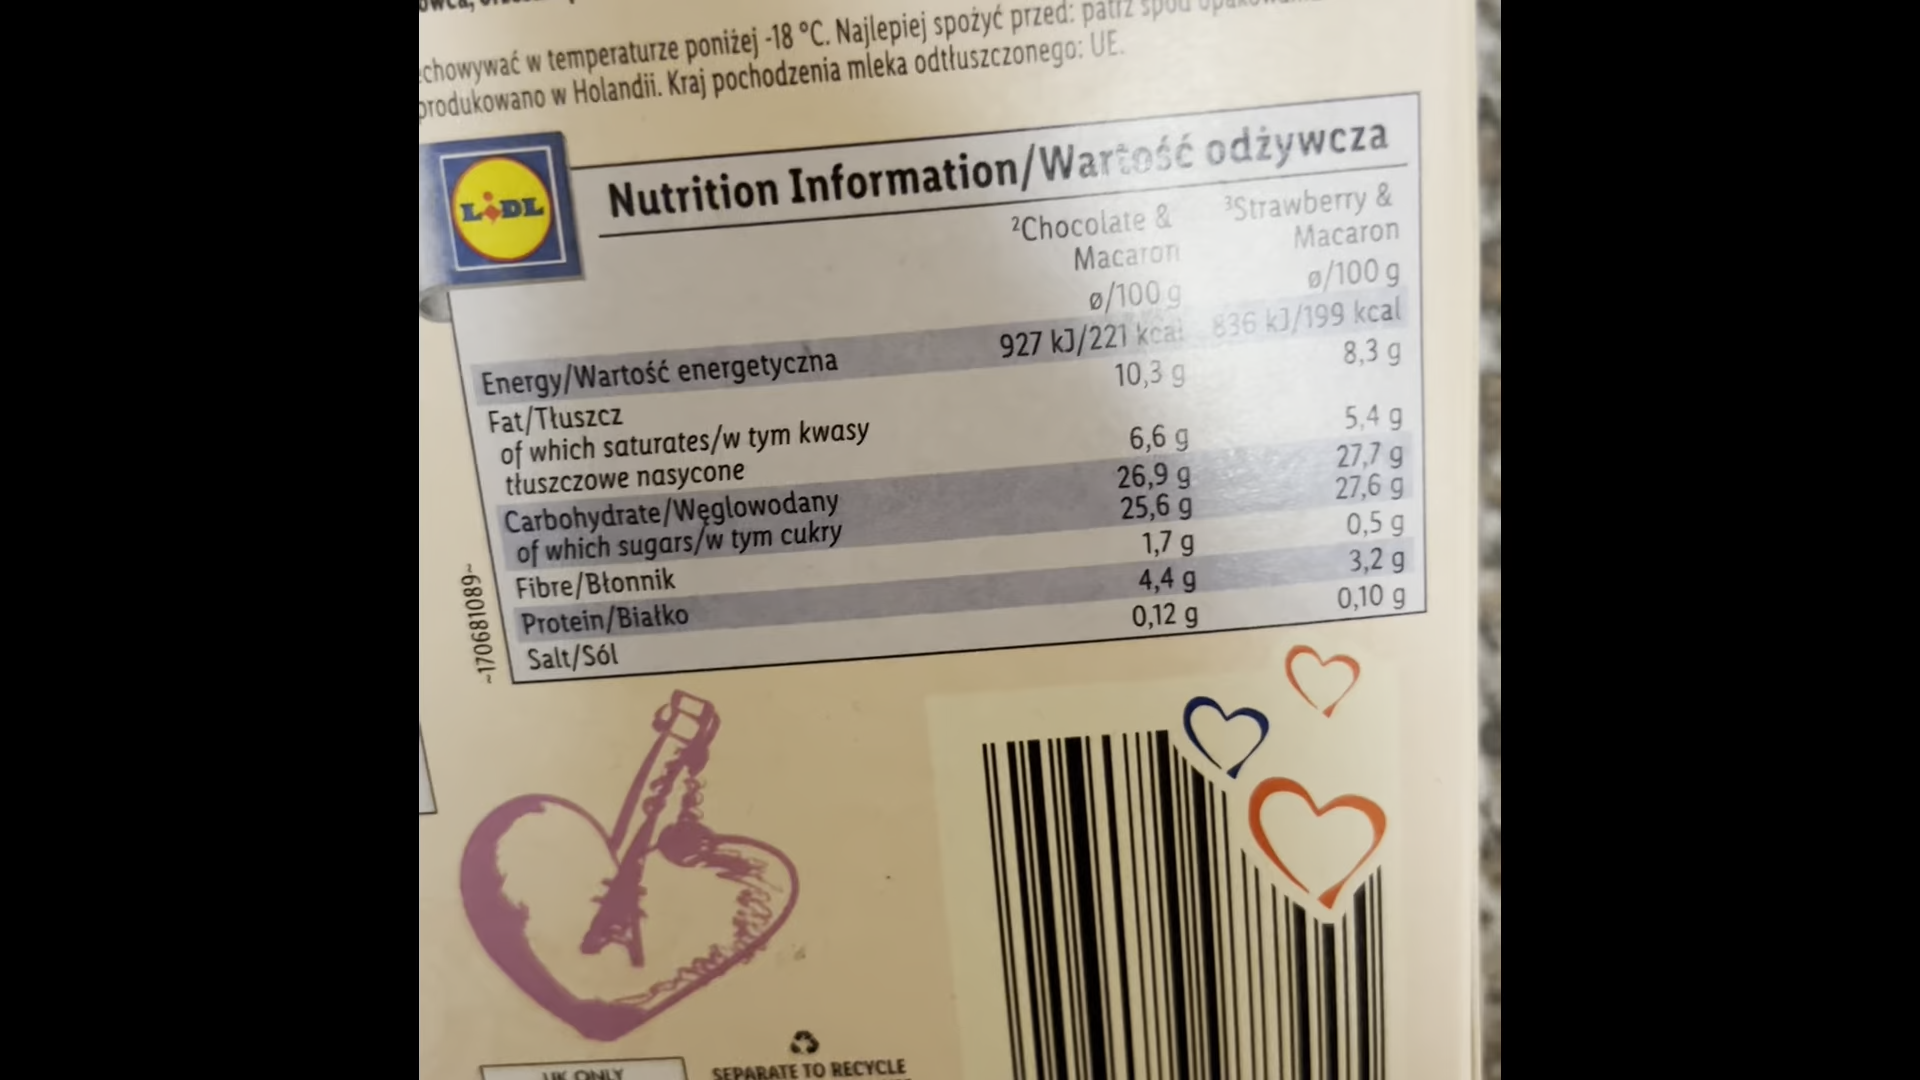 chowywać w temperaturze poniżej -18 °C. Najlepiej spożyć przed: patrz spód
produkowano w Holandii. Kraj pochodzenia mleka odtłuszczonego: UE.
LIDL
Nutrition Information/Wartość odżywcza
²Chocolate & Macaron ³Strawberry & Macaron
ø/100 g ø/100 g
Energy/Wartość energetyczna 927 kJ/221 kcal 836 kJ/199 kcal
Fat/Tłuszcz 10,3 g 8,3 g
of which saturates/w tym kwasy
tłuszczowe nasycone 6,6 g 5,4 g
Carbohydrate/Węglowodany 26,9 g 27,7 g
of which sugars/w tym cukry 25,6 g 27,6 g
Fibre/Błonnik 1,7 g 0,5 g
Protein/Białko 4,4 g 3,2 g
Salt/Sól 0,12 g 0,10 g
~170681089~
UK ONLY
SEPARATE TO RECYCLE